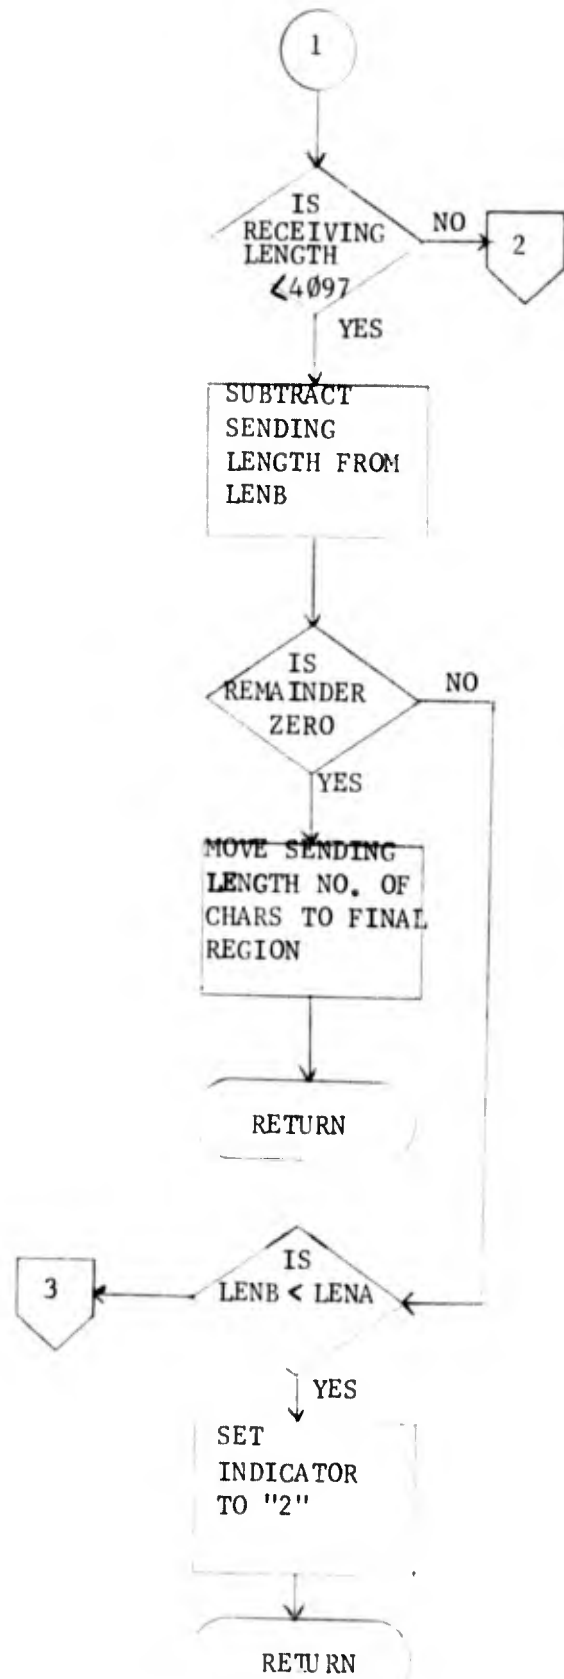 1
IS
RECEIVING
LENGTH
<4Ø97
NO
2
YES
SUBTRACT
SENDING
LENGTH FROM
LENB
IS
REMAINDER
ZERO
NO
YES
MOVE SENDING
LENGTH NO. OF
CHARS TO FINAL
REGION
RETURN
IS
LENB < LENA
3
YES
SET
INDICATOR
TO "2"
RETURN